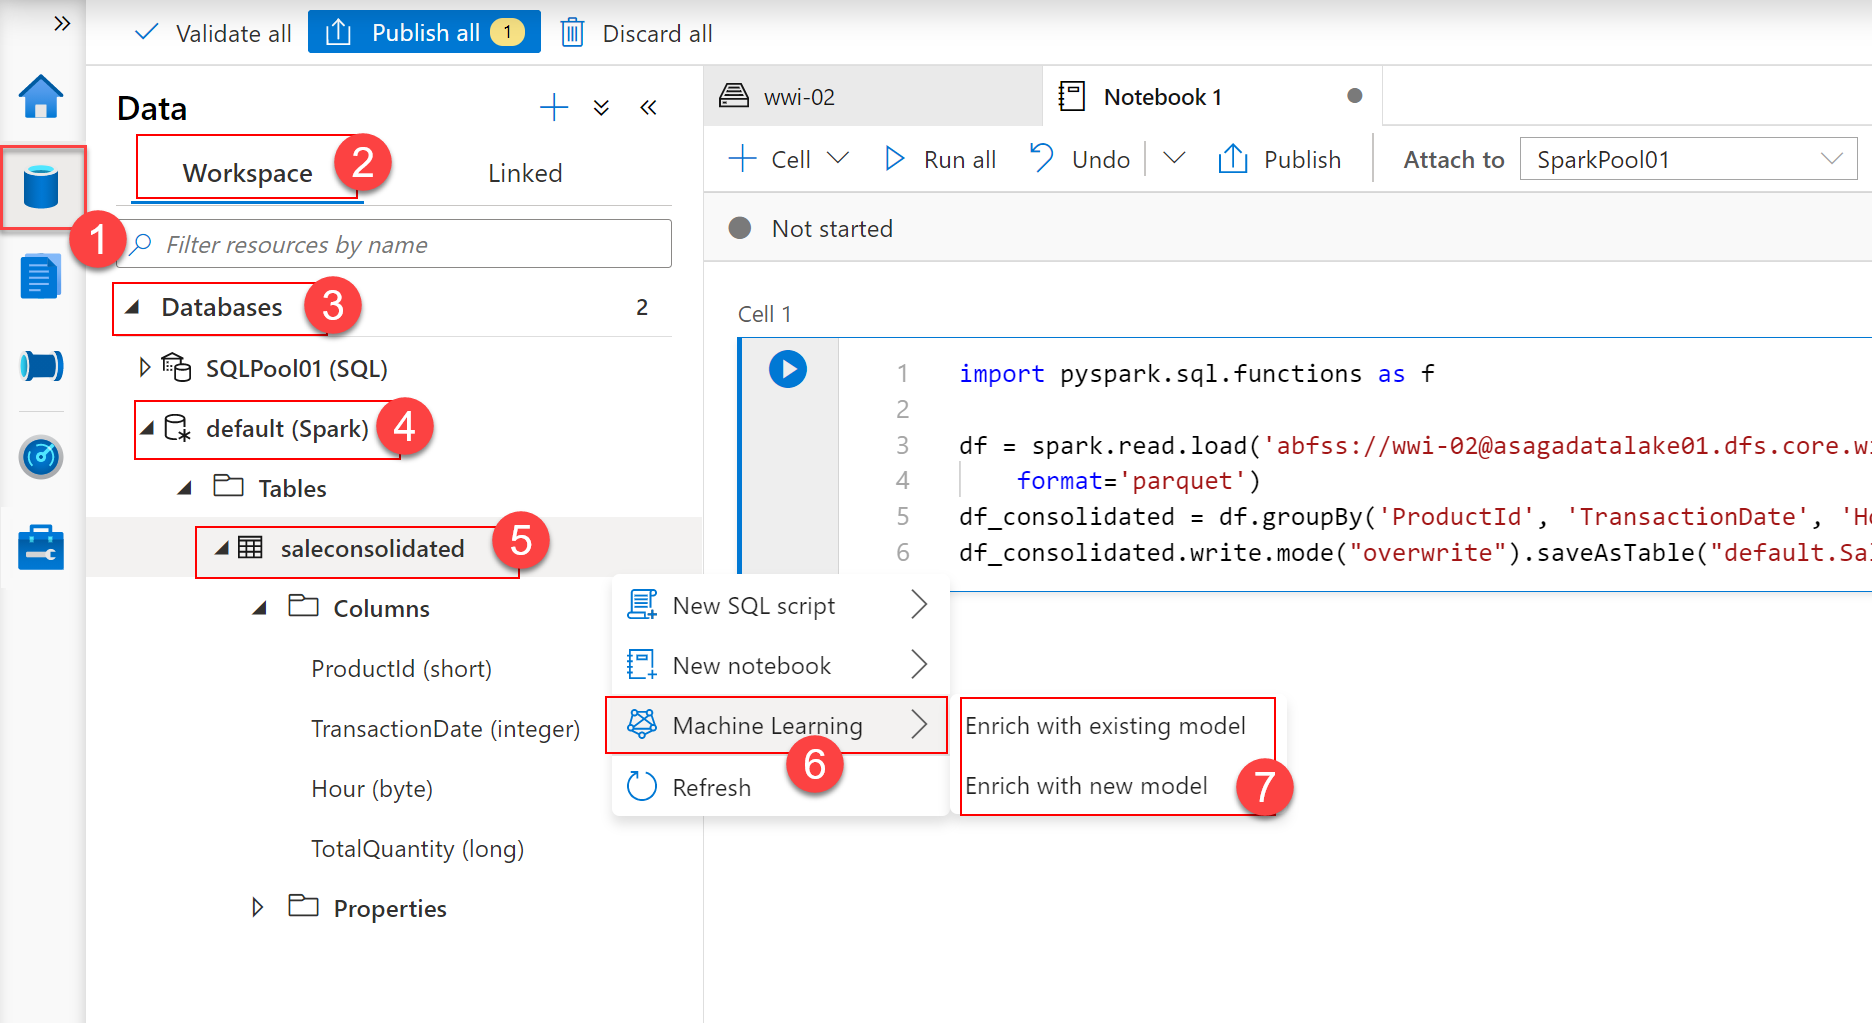 Validate all
Publish all 1
Discard all
Data
wwi-02
Notebook 1
Workspace 2
Linked
Cell
Run all
Undo
Publish
Attach to
SparkPool01
1
Filter resources by name
Not started
Databases 3
2
Cell 1
SQLPool01 (SQL)
default (Spark) 4
Tables
saleconsolidated 5
Columns
ProductId (short)
TransactionDate (integer)
Hour (byte)
TotalQuantity (long)
Properties
1 import pyspark.sql.functions as f
2
3 df = spark.read.load('abfss://wwi-02@asagadatalake01.dfs.core.wi
4 format='parquet')
5 df_consolidated = df.groupBy('ProductId', 'TransactionDate', 'Ho
6 df_consolidated.write.mode("overwrite").saveAsTable("default.Sal
New SQL script
New notebook
Machine Learning
6
Refresh
Enrich with existing model
Enrich with new model
7